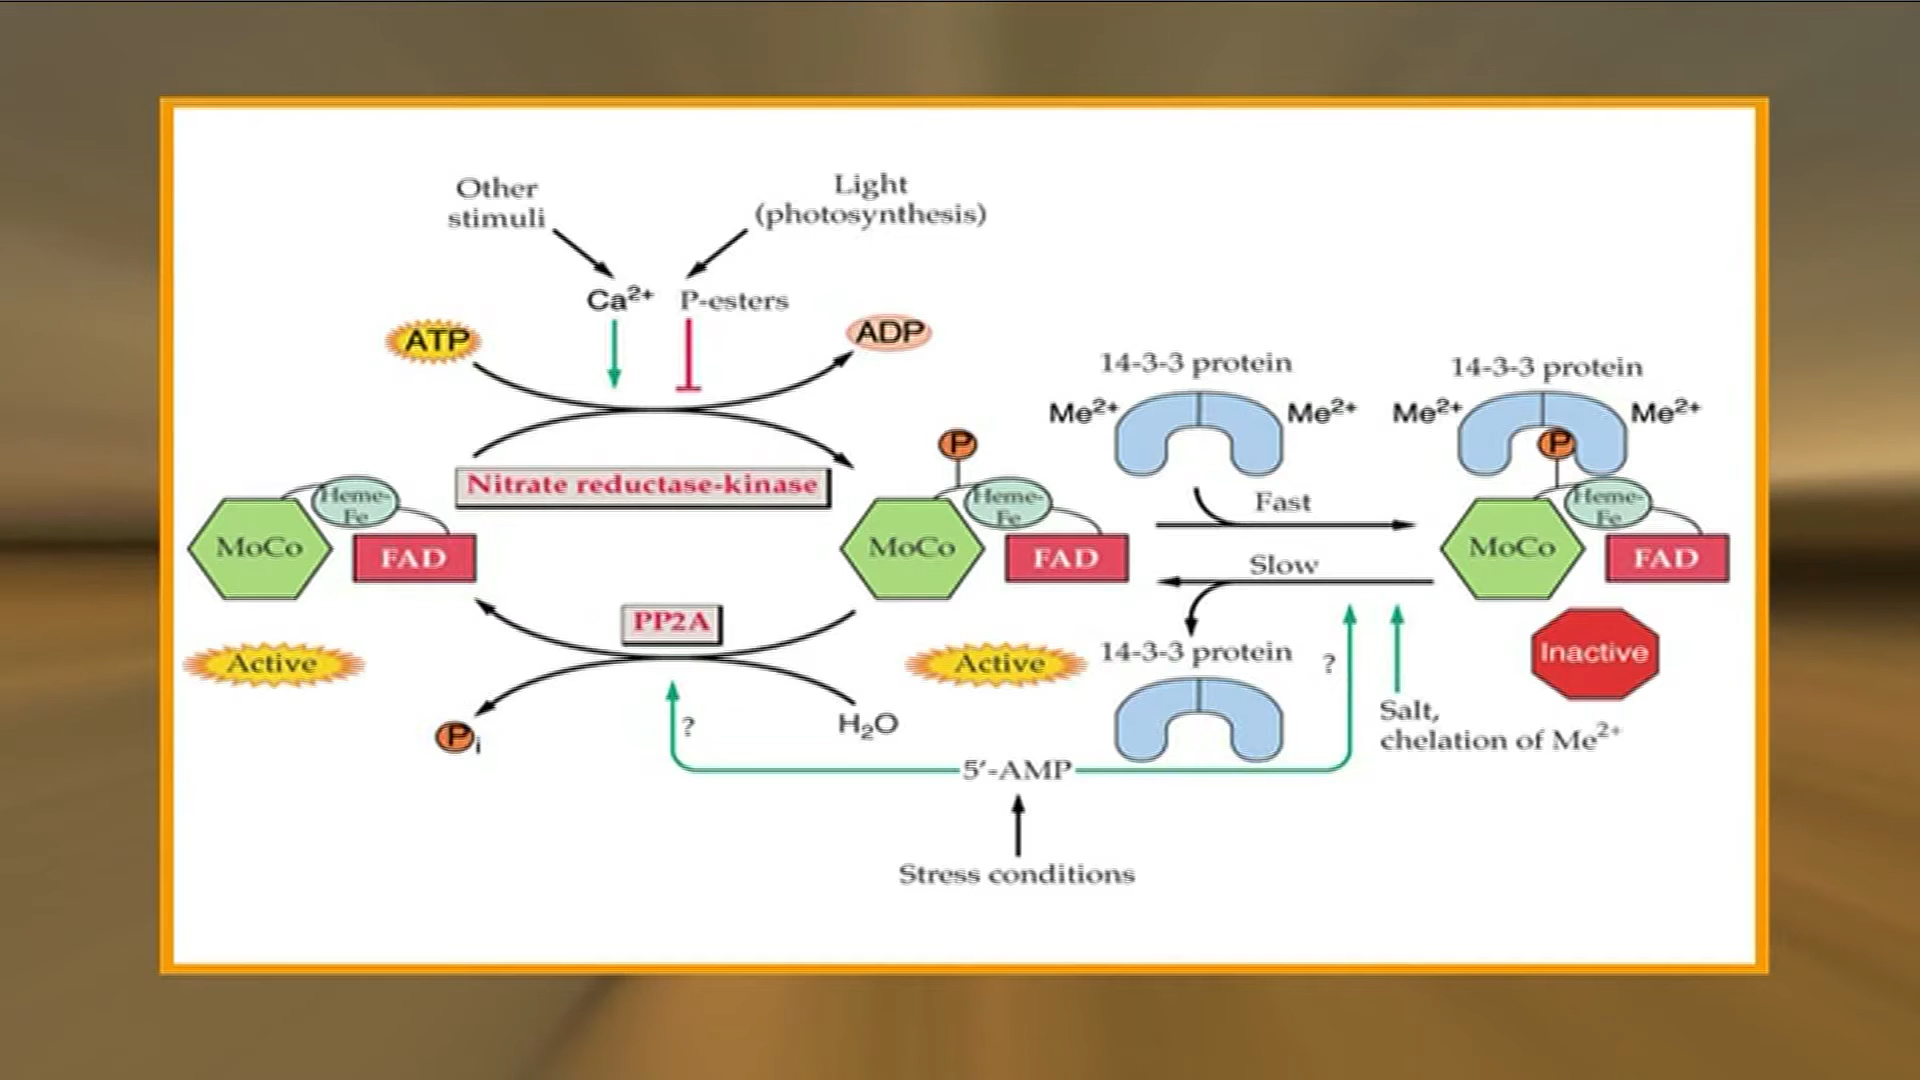 Other
stimuli
Light
(photosynthesis)
Ca²⁺
P-esters
ATP
ADP
Nitrate reductase-kinase
MoCo
Heme-
Fe
FAD
Active
PP2A
Pi
H₂O
?
P
MoCo
Heme-
Fe
FAD
Active
14-3-3 protein
Me²⁺
Me²⁺
Fast
Slow
14-3-3 protein
?
5′-AMP
Stress conditions
14-3-3 protein
Me²⁺
Me²⁺
P
MoCo
Heme-
Fe
FAD
Inactive
Salt,
chelation of Me²⁺